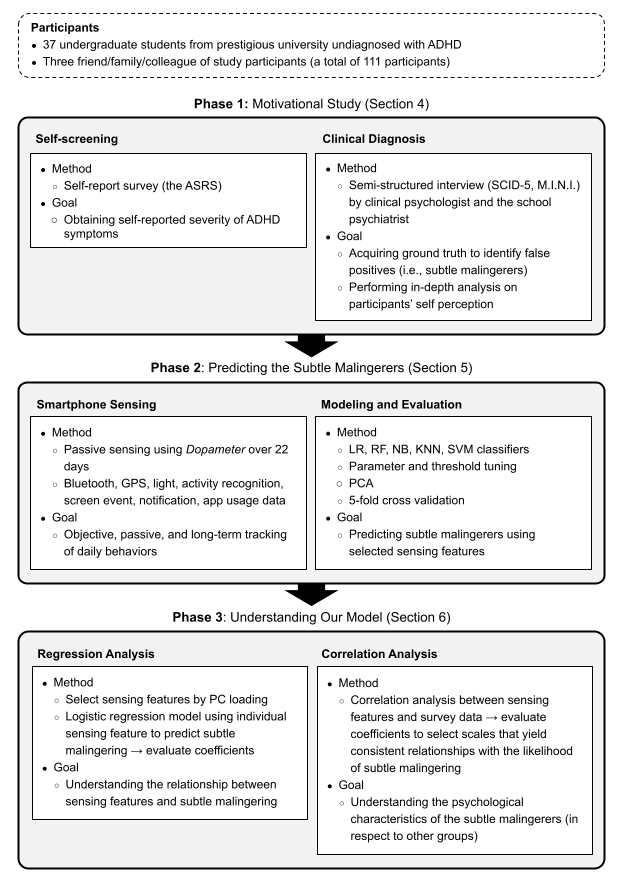 Participants
• 37 undergraduate students from prestigious university undiagnosed with ADHD
• Three friend/family/colleague of study participants (a total of 111 participants)
Phase 1: Motivational Study (Section 4)
Self-screening
• Method
○ Self-report survey (the ASRS)
• Goal
○ Obtaining self-reported severity of ADHD
symptoms
Clinical Diagnosis
• Method
○ Semi-structured interview (SCID-5, M.I.N.I.)
by clinical psychologist and the school
psychiatrist
• Goal
○ Acquiring ground truth to identify false
positives (i.e., subtle malingerers)
○ Performing in-depth analysis on
participants' self perception
Phase 2: Predicting the Subtle Malingerers (Section 5)
Smartphone Sensing
• Method
○ Passive sensing using Dopameter over 22
days
○ Bluetooth, GPS, light, activity recognition,
screen event, notification, app usage data
• Goal
○ Objective, passive, and long-term tracking
of daily behaviors
Modeling and Evaluation
• Method
○ LR, RF, NB, KNN, SVM classifiers
○ Parameter and threshold tuning
○ PCA
○ 5-fold cross validation
• Goal
○ Predicting subtle malingerers using
selected sensing features
Phase 3: Understanding Our Model (Section 6)
Regression Analysis
• Method
○ Select sensing features by PC loading
○ Logistic regression model using individual
sensing feature to predict subtle
malingering → evaluate coefficients
• Goal
○ Understanding the relationship between
sensing features and subtle malingering
Correlation Analysis
• Method
○ Correlation analysis between sensing
features and survey data → evaluate
coefficients to select scales that yield
consistent relationships with the likelihood
of subtle malingering
• Goal
○ Understanding the psychological
characteristics of the subtle malingerers (in
respect to other groups)